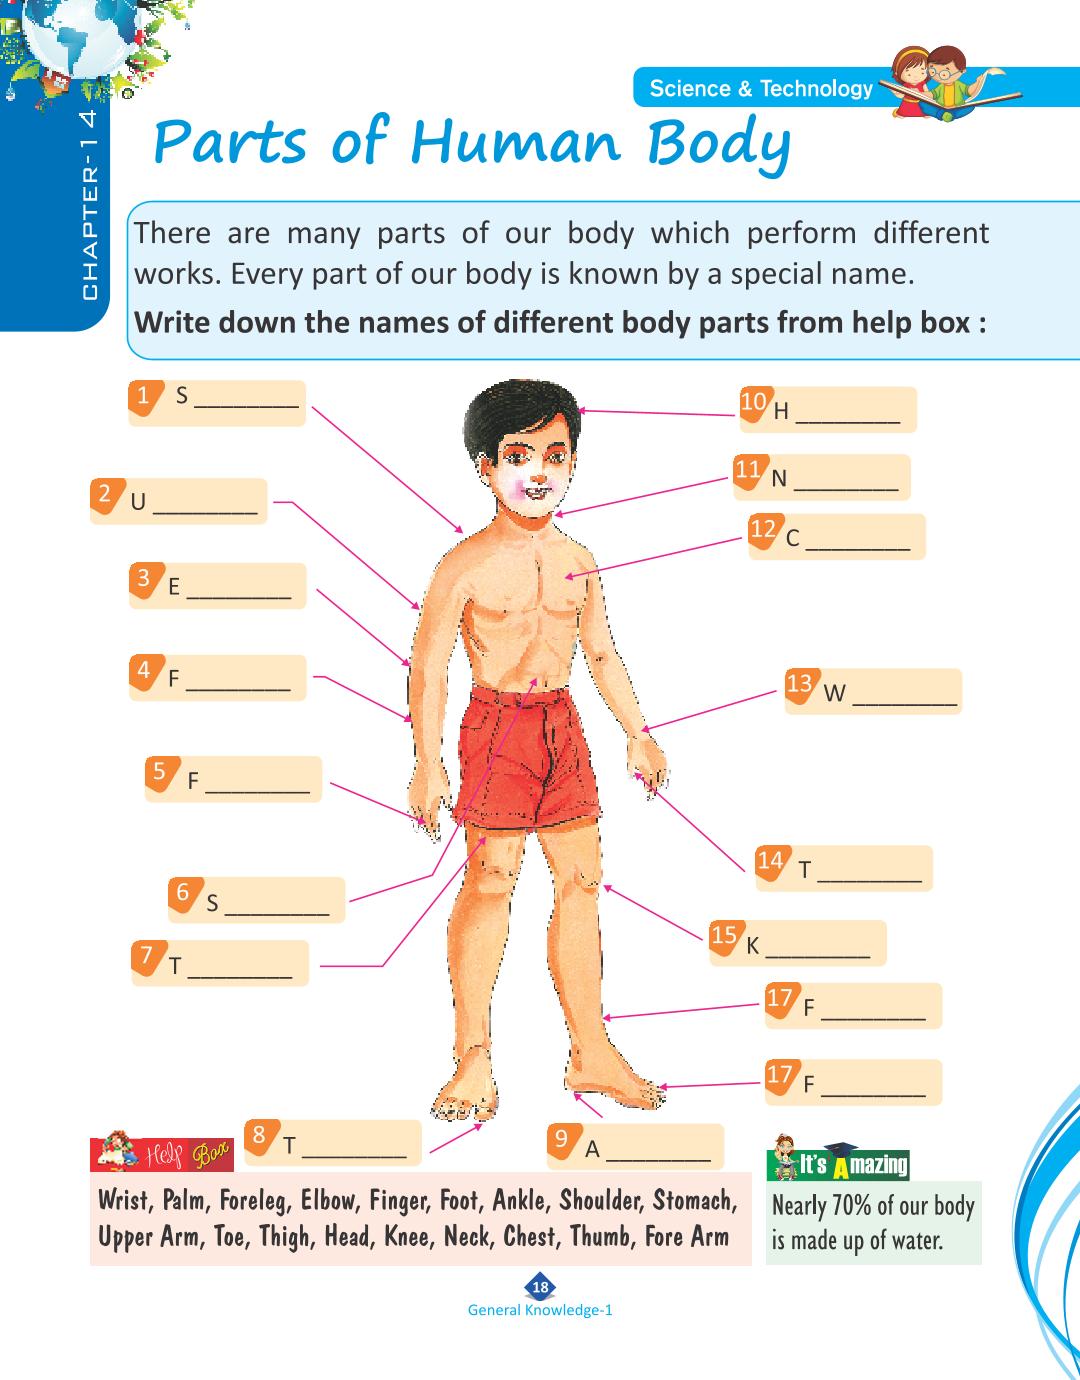 CHAPTER-14
Science & Technology
Parts of Human Body
There are many parts of our body which perform different
works. Every part of our body is known by a special name.
Write down the names of different body parts from help box :
1 S ________
2 U ________
3 E ________
4 F ________
5 F ________
6 S ________
7 T ________
8 T ________
9 A ________
10 H ________
11 N ________
12 C ________
13 W ________
14 T ________
15 K ________
17 F ________
17 F ________
Help Box
Wrist, Palm, Foreleg, Elbow, Finger, Foot, Ankle, Shoulder, Stomach,
Upper Arm, Toe, Thigh, Head, Knee, Neck, Chest, Thumb, Fore Arm
It's Amazing
Nearly 70% of our body
is made up of water.
18
General Knowledge-1